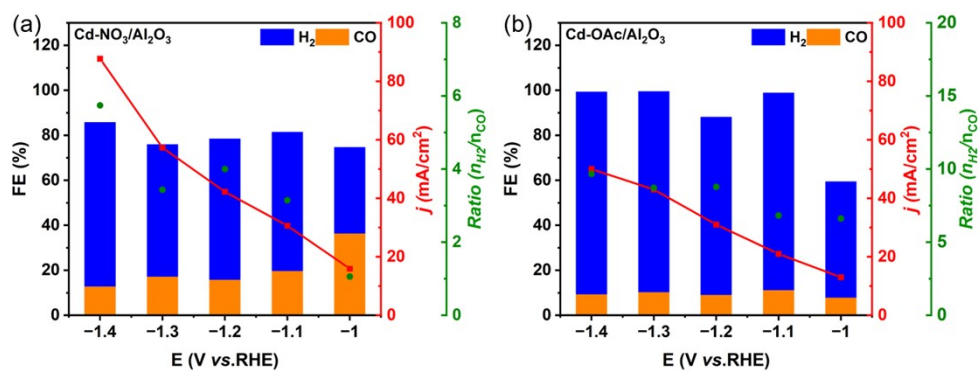 (a)
Cd-NO₃/Al₂O₃
H₂ CO
FE (%)
0
20
40
60
80
100
120
−1.4 −1.3 −1.2 −1.1 −1
E (V vs.RHE)
0
20
40
60
80
100
j (mA/cm²)
0
2
4
6
8
Ratio (n_H2/n_CO)
(b)
Cd-OAc/Al₂O₃
H₂ CO
FE (%)
0
20
40
60
80
100
120
−1.4 −1.3 −1.2 −1.1 −1
E (V vs.RHE)
0
20
40
60
80
100
j (mA/cm²)
0
5
10
15
20
Ratio (n_H2/n_CO)